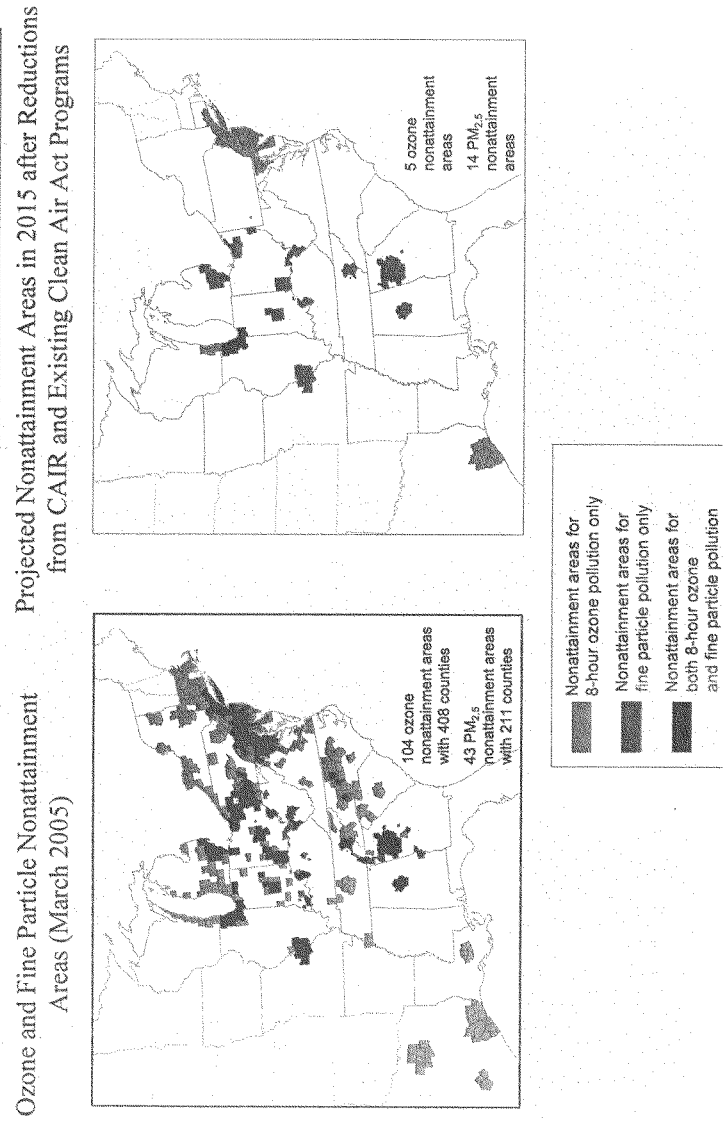 Ozone and Fine Particle Nonattainment
Areas (March 2005)
104 ozone
nonattainment areas
with 408 counties
43 PM2.5
nonattainment areas
with 211 counties
Projected Nonattainment Areas in 2015 after Reductions
from CAIR and Existing Clean Air Act Programs
5 ozone
nonattainment
areas
14 PM2.5
nonattainment
areas
Nonattainment areas for
8-hour ozone pollution only
Nonattainment areas for
fine particle pollution only
Nonattainment areas for
both 8-hour ozone
and fine particle pollution